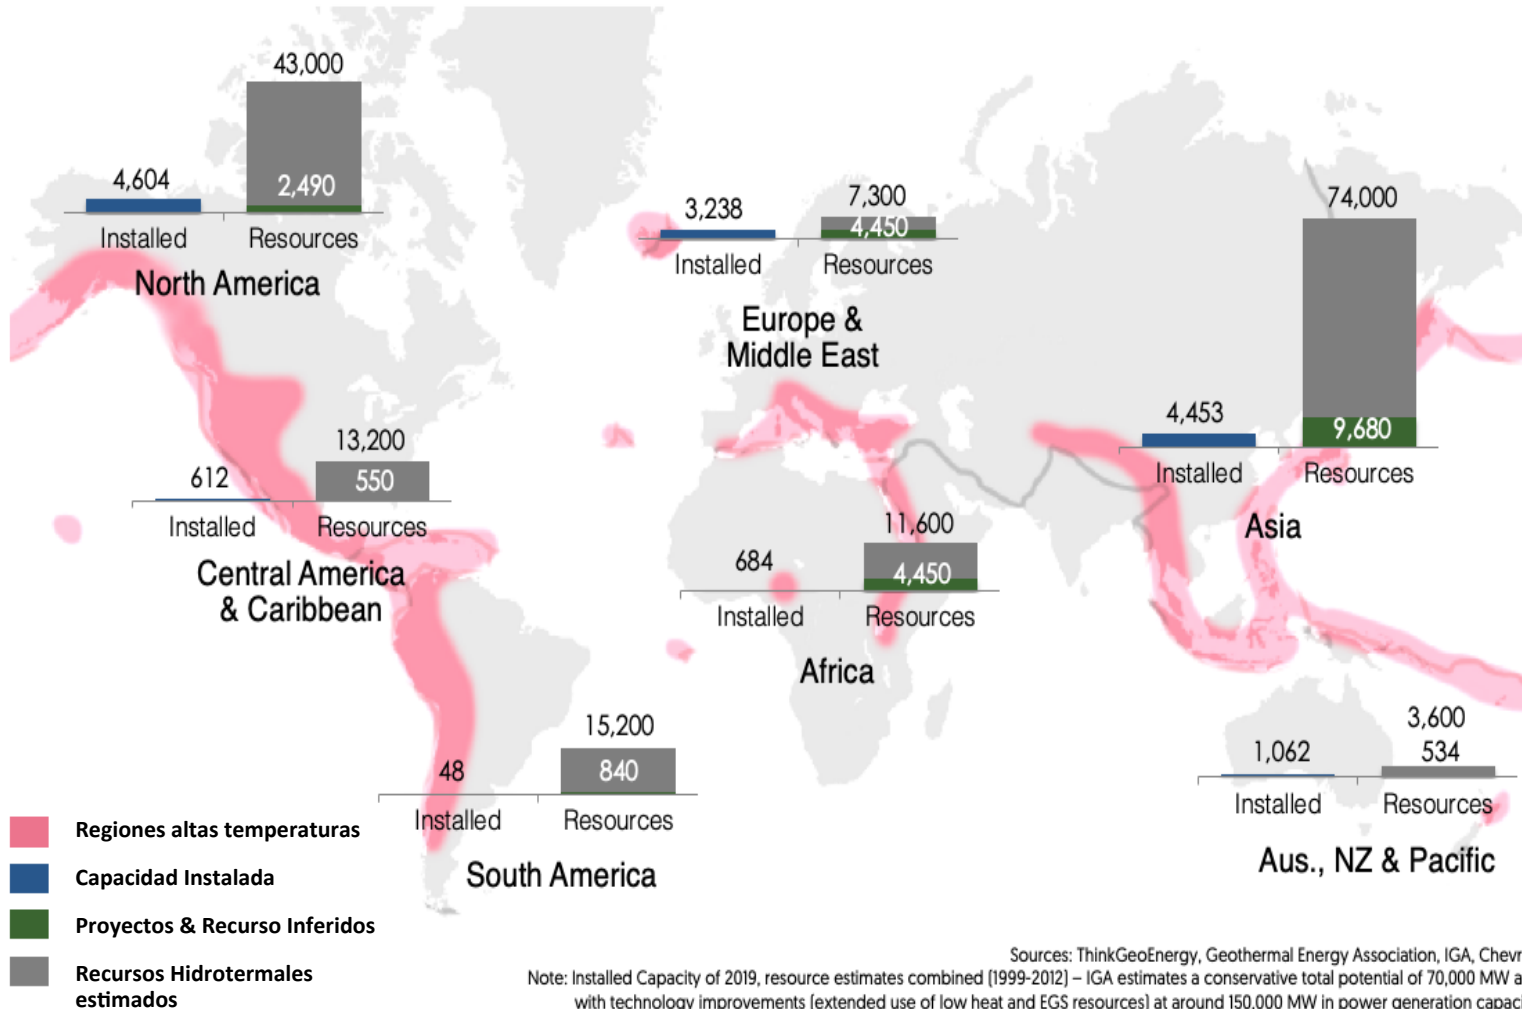 43,000
4,604
2,490
Installed
Resources
North America
3,238
7,300
4,450
Installed
Resources
Europe &
Middle East
74,000
4,453
9,680
Installed
Resources
Asia
13,200
612
550
Installed
Resources
Central America
& Caribbean
11,600
684
4,450
Installed
Resources
Africa
15,200
48
840
Installed
Resources
South America
3,600
1,062
534
Installed
Resources
Aus., NZ & Pacific
Regiones altas temperaturas
Capacidad Instalada
Proyectos & Recurso Inferidos
Recursos Hidrotermales
estimados
Sources: ThinkGeoEnergy, Geothermal Energy Association, IGA,
Note: Installed Capacity of 2019, resource estimates combined (1999-2012) – IGA estimates a conservative total potential of 70,000 MW
with technology improvements (extended use of low heat and EGS resources) at around 150,000 MW in power generation